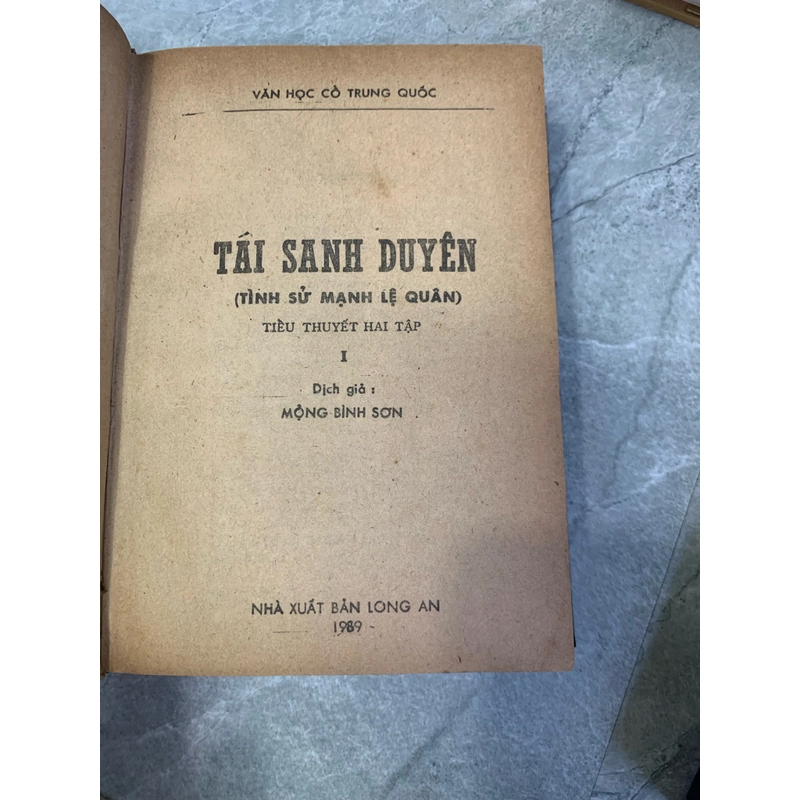 VĂN HỌC CỔ TRUNG QUỐC
TÁI SANH DUYÊN
(TÌNH SỬ MẠNH LỆ QUÂN)
TIỂU THUYẾT HAI TẬP
I
Dịch giả :
MỘNG BÌNH SƠN
NHÀ XUẤT BẢN LONG AN
1989